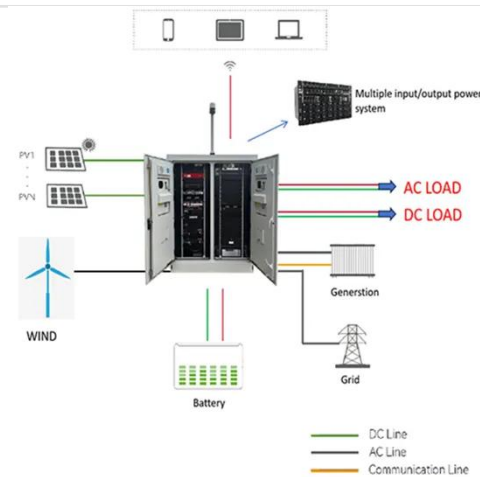 Multiple input/output power
system
PV1
PVN
AC LOAD
DC LOAD
WIND
Generstion
Grid
Battery
DC Line
AC Line
Communication Line